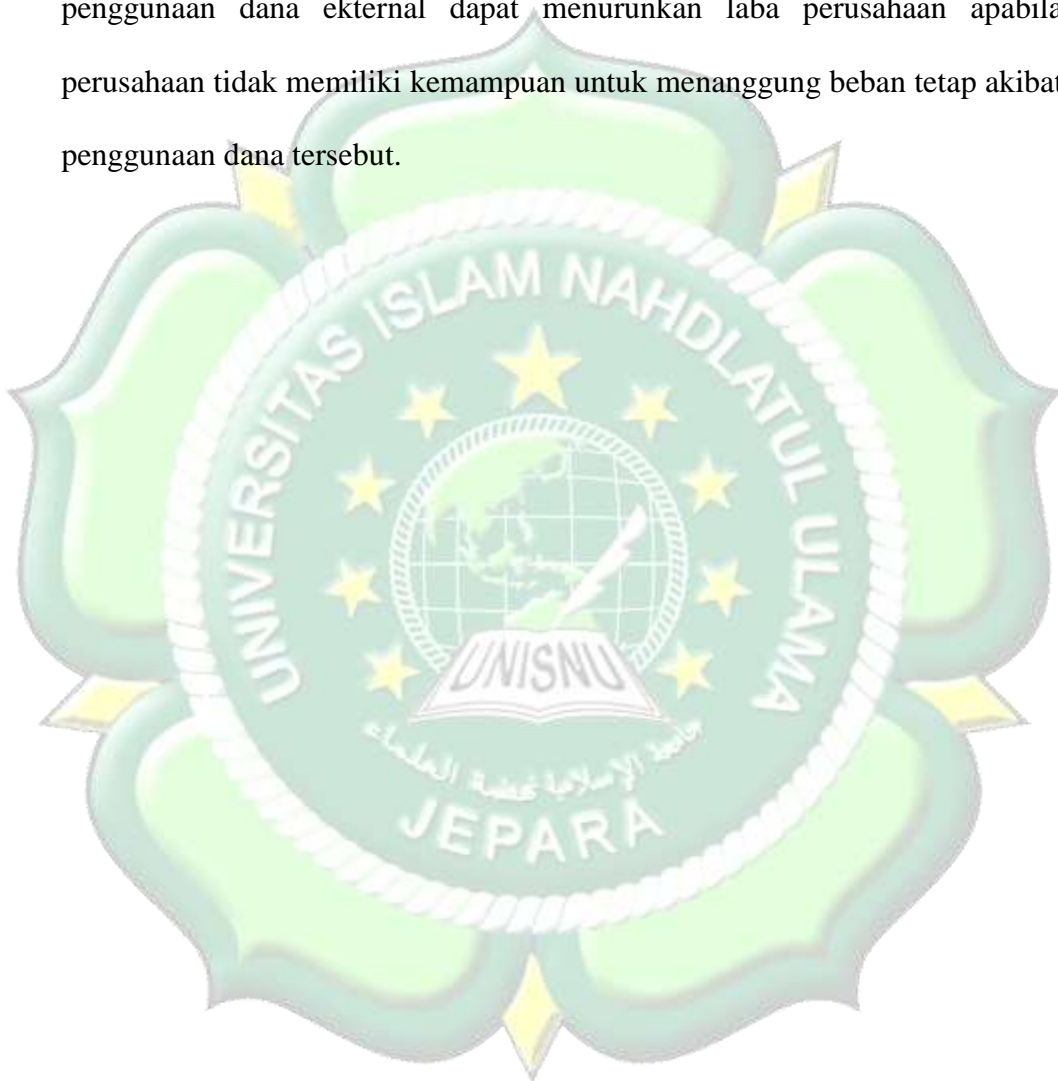 penggunaan dana ekternal dapat menurunkan laba perusahaan apabila
perusahaan tidak memiliki kemampuan untuk menanggung beban tetap akibat
penggunaan dana tersebut.
UNIVERSITAS ISLAM NAHDLATUL ULAMA
UNISNU
JEPARA